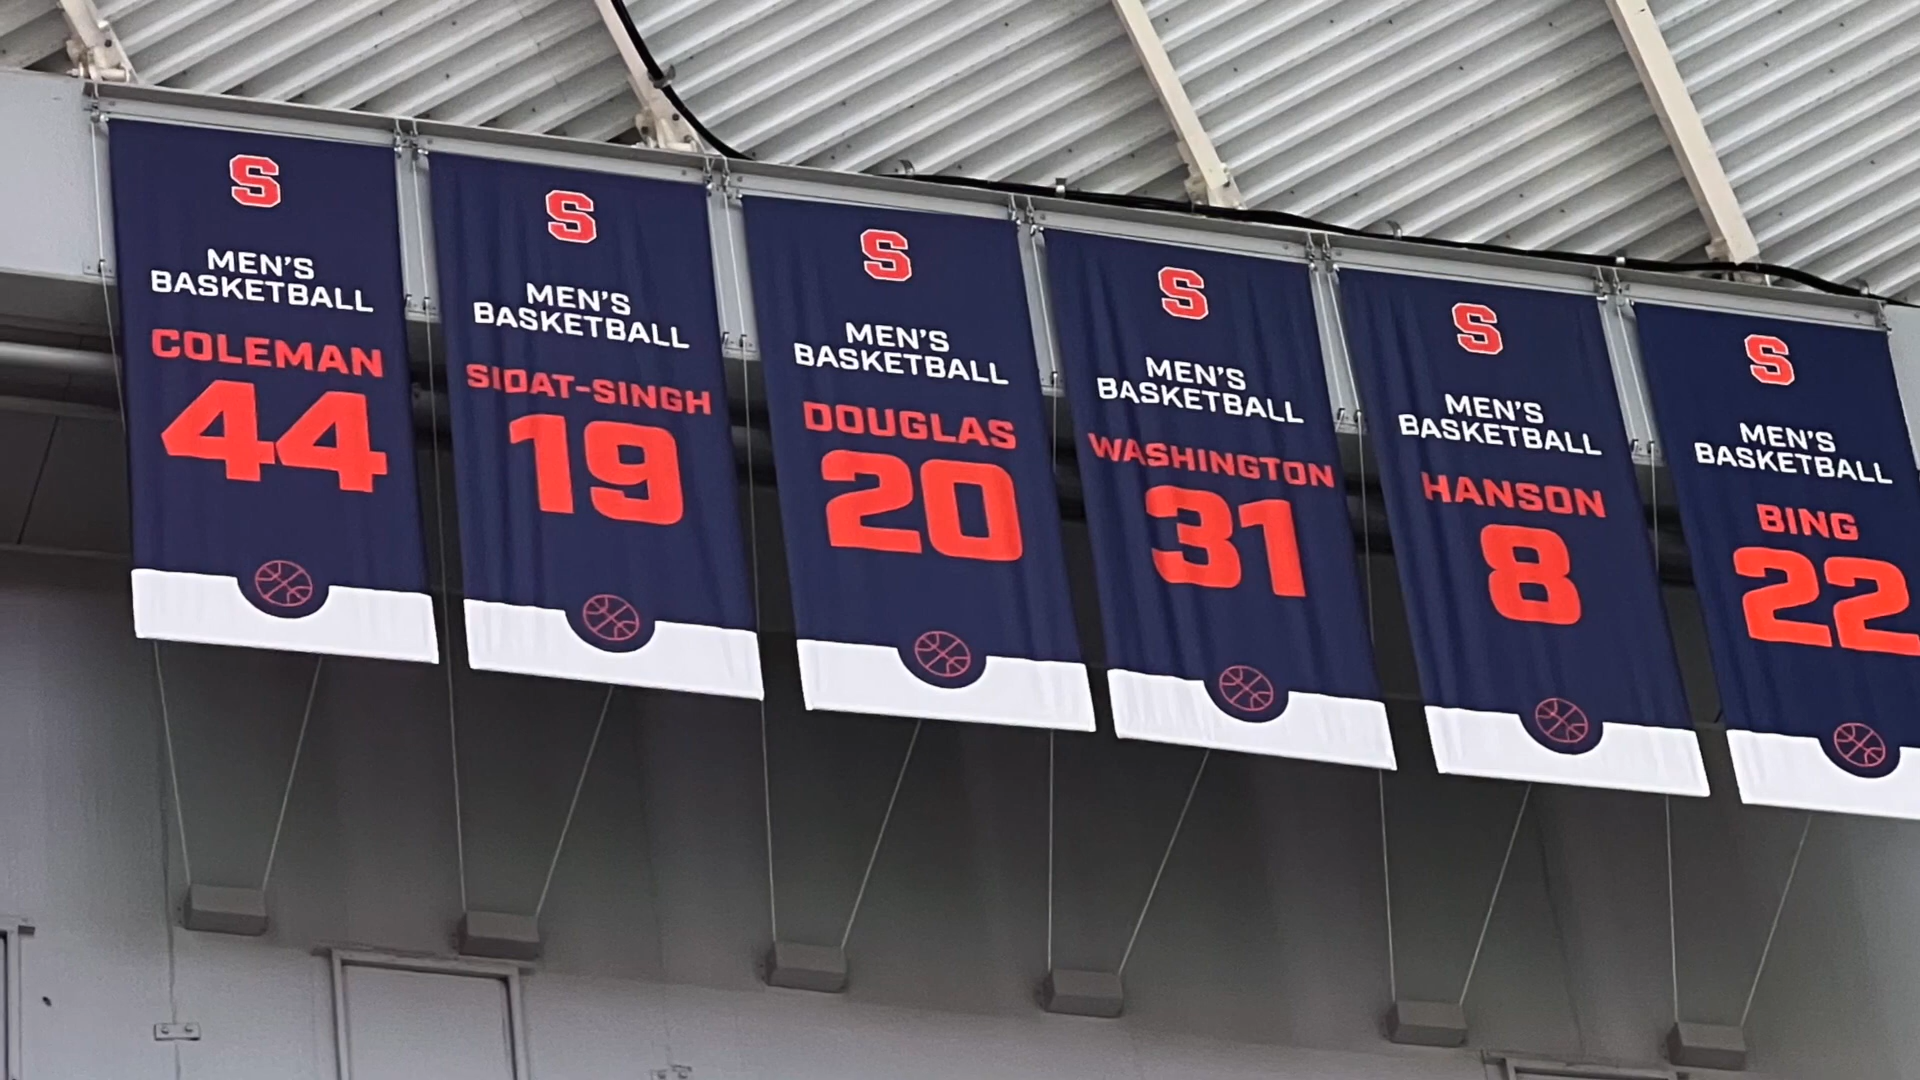 S
MEN'S
BASKETBALL
COLEMAN
44
S
MEN'S
BASKETBALL
SIDAT-SINGH
19
S
MEN'S
BASKETBALL
DOUGLAS
20
S
MEN'S
BASKETBALL
WASHINGTON
31
S
MEN'S
BASKETBALL
HANSON
8
S
MEN'S
BASKETBALL
BING
22